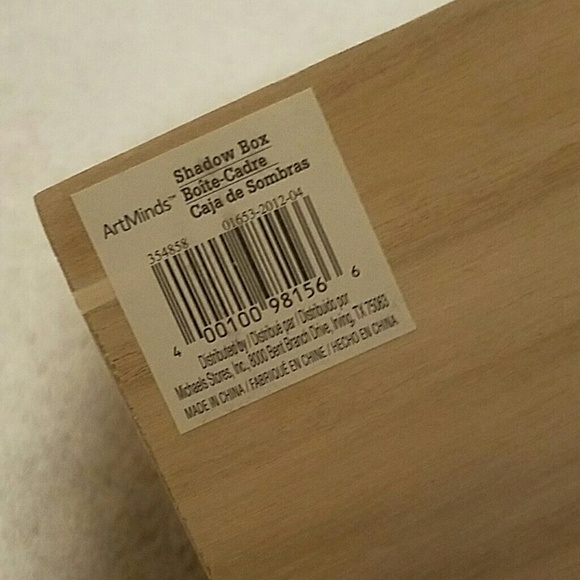 Shadow Box
Boîte-Cadre
ArtMinds™ Caja de Sombras
354858 01653-2012-04
4 00100 98156 6
Distributed by / Distribué par / Distribuido por
Michaels Stores, Inc., 8000 Bent Branch Drive, Irving, TX 75063
MADE IN CHINA / FABRIQUÉ EN CHINE / HECHO EN CHINA